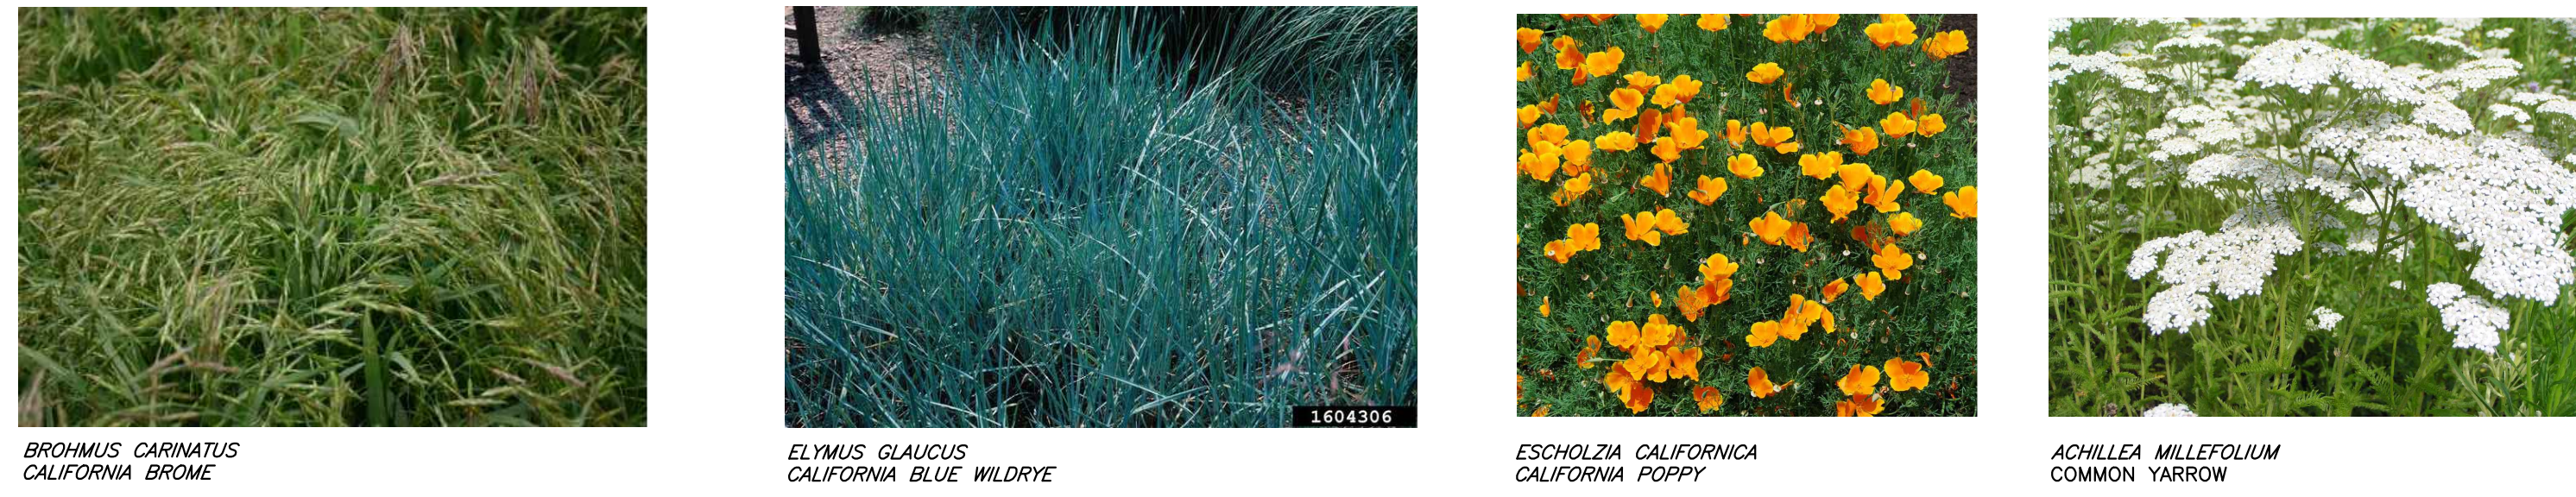 1604306
BROHMUS CARINATUS
CALIFORNIA BROME
ELYMUS GLAUCUS
CALIFORNIA BLUE WILDRYE
ESCHOLZIA CALIFORNICA
CALIFORNIA POPPY
ACHILLEA MILLEFOLIUM
COMMON YARROW